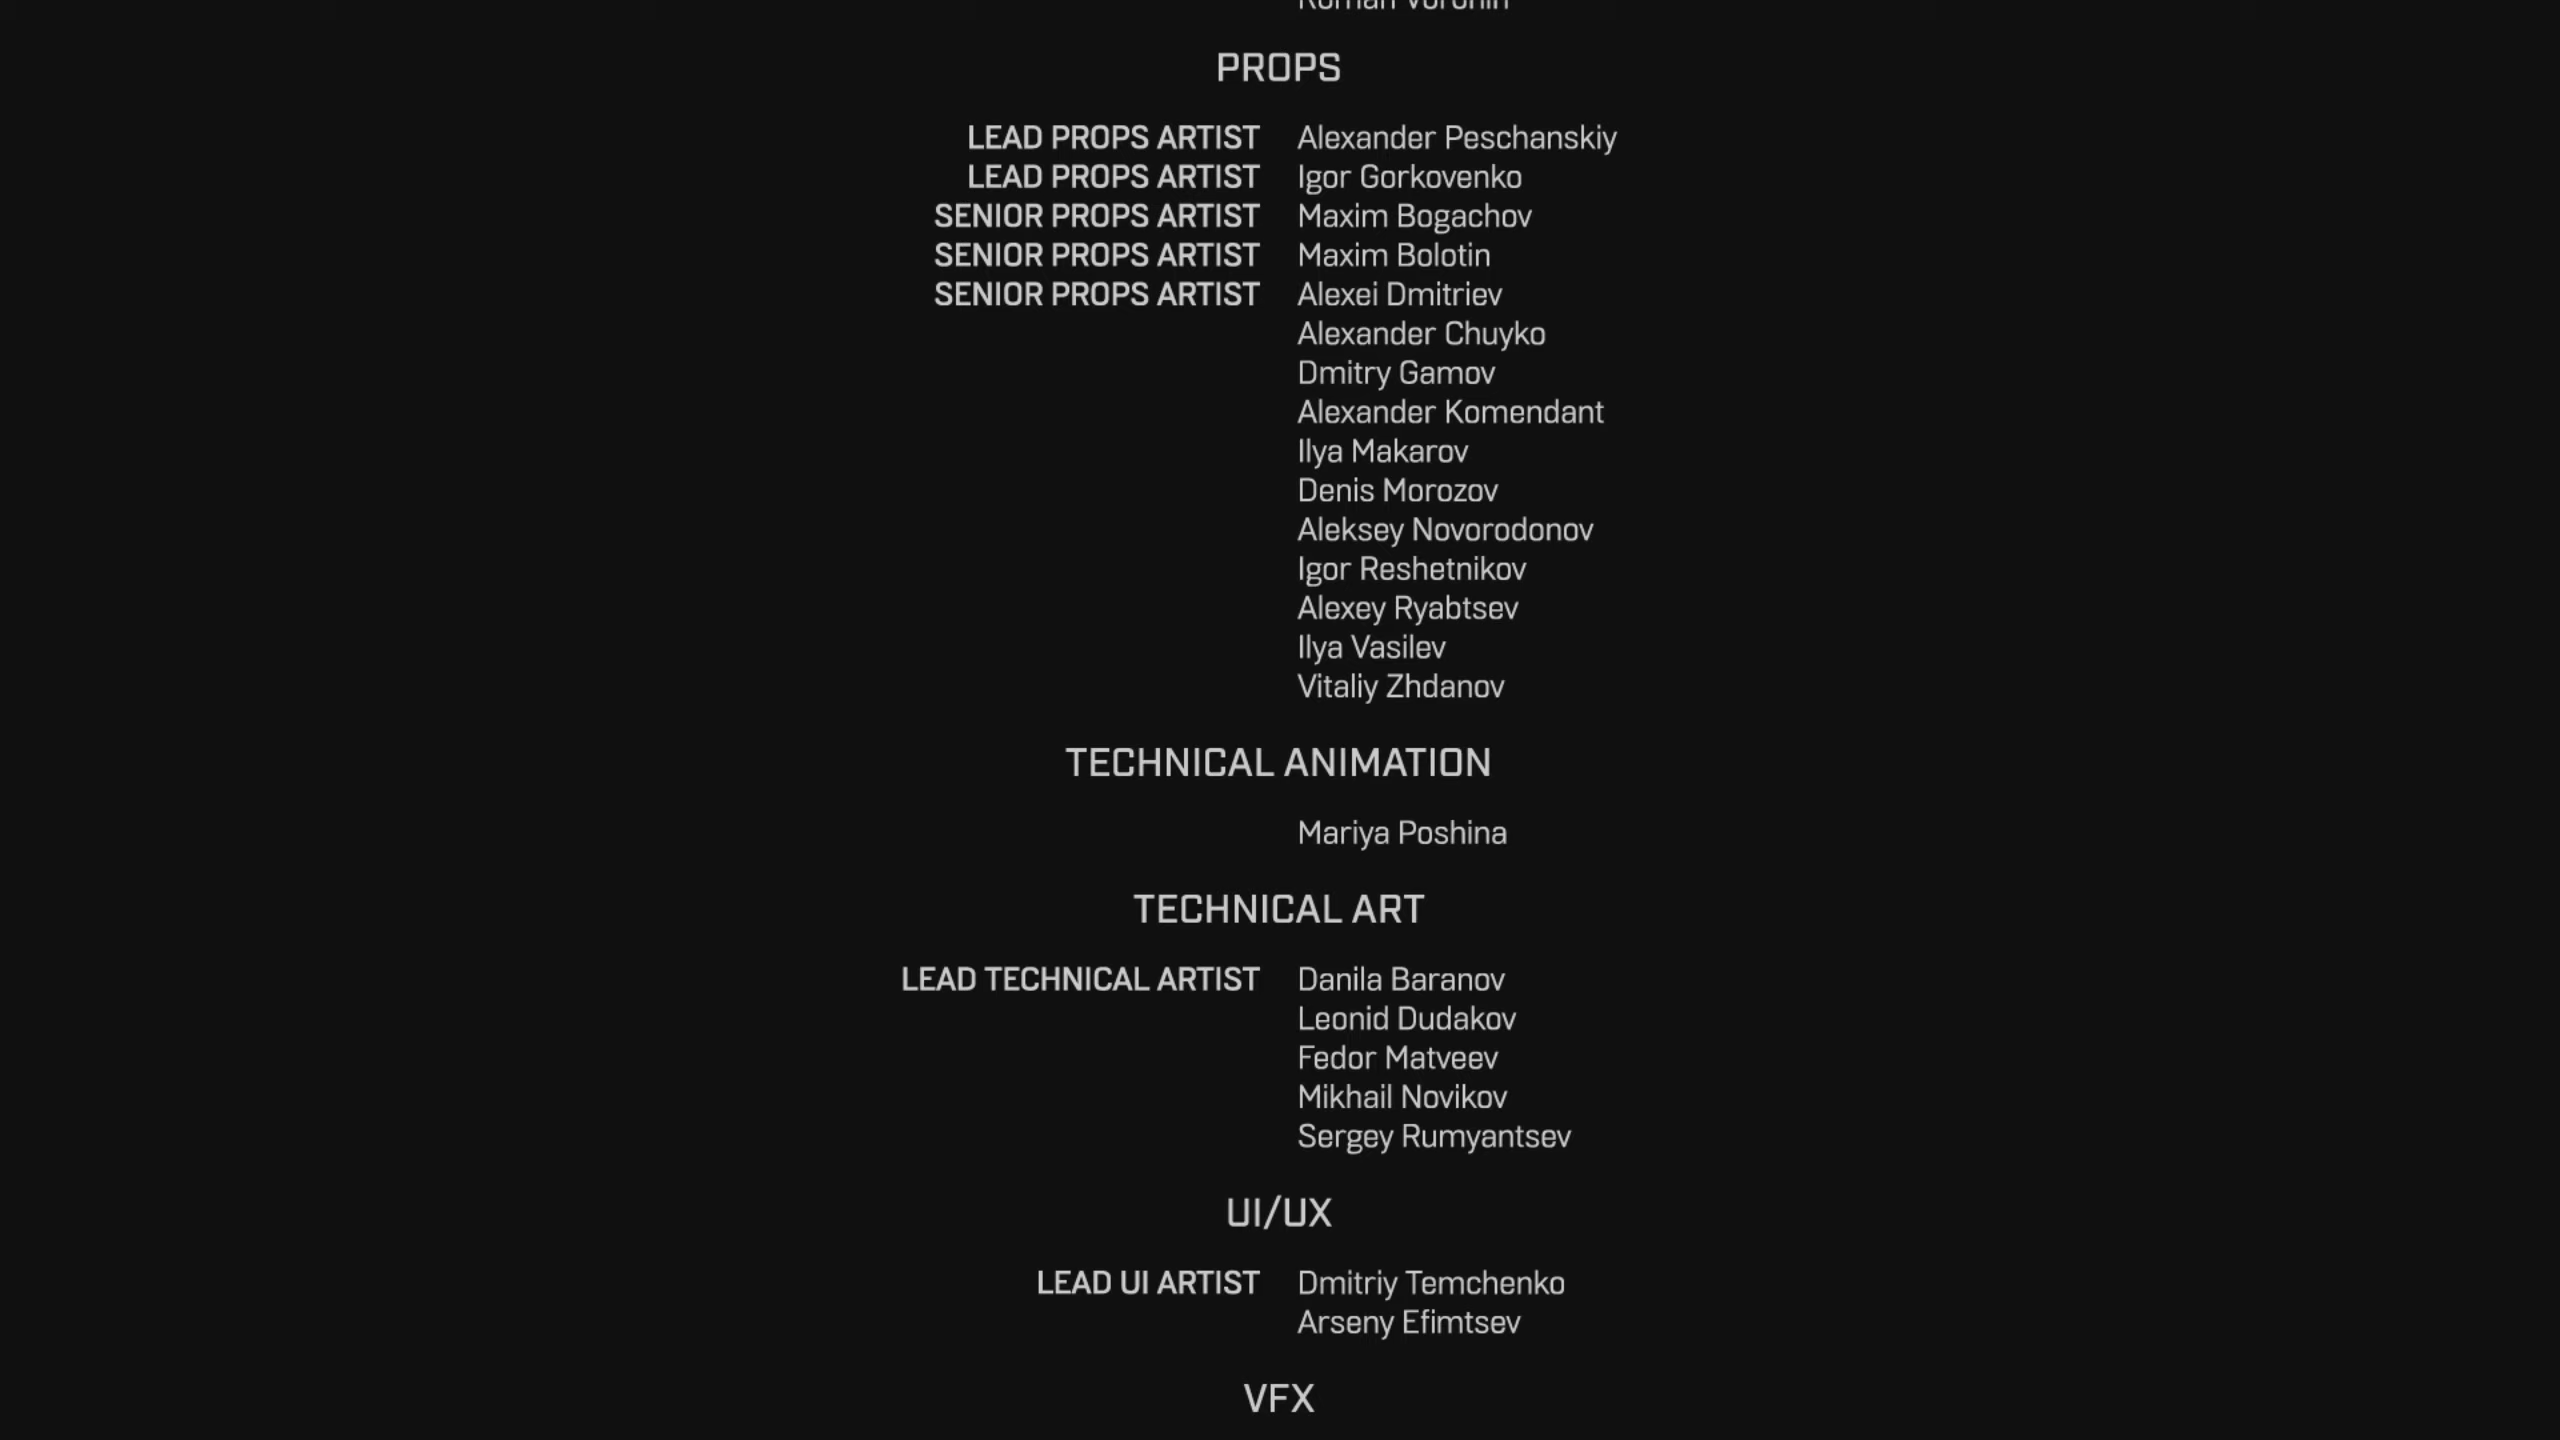 Roman Voronin
PROPS
LEAD PROPS ARTIST Alexander Peschanskiy
LEAD PROPS ARTIST Igor Gorkovenko
SENIOR PROPS ARTIST Maxim Bogachov
SENIOR PROPS ARTIST Maxim Bolotin
SENIOR PROPS ARTIST Alexei Dmitriev
Alexander Chuyko
Dmitry Gamov
Alexander Komendant
Ilya Makarov
Denis Morozov
Aleksey Novorodonov
Igor Reshetnikov
Alexey Ryabtsev
Ilya Vasilev
Vitaliy Zhdanov
TECHNICAL ANIMATION
Mariya Poshina
TECHNICAL ART
LEAD TECHNICAL ARTIST Danila Baranov
Leonid Dudakov
Fedor Matveev
Mikhail Novikov
Sergey Rumyantsev
UI/UX
LEAD UI ARTIST Dmitriy Temchenko
Arseny Efimtsev
VFX